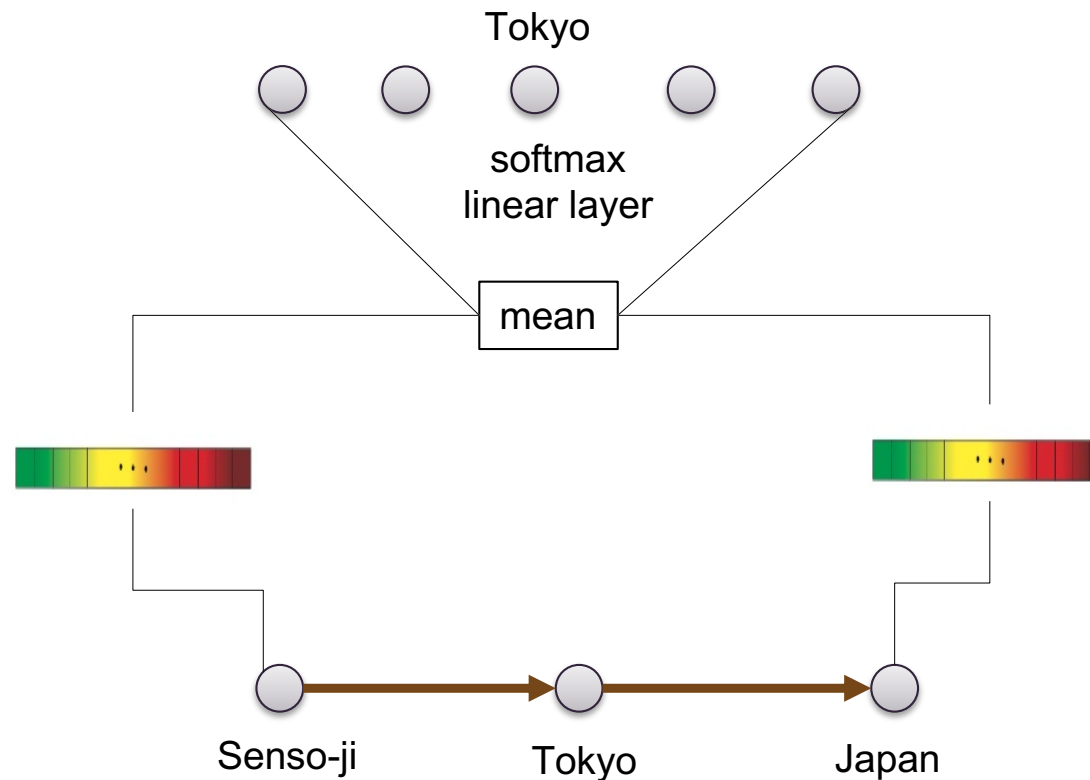 Tokyo
softmax
linear layer
mean
Senso-ji
Tokyo
Japan